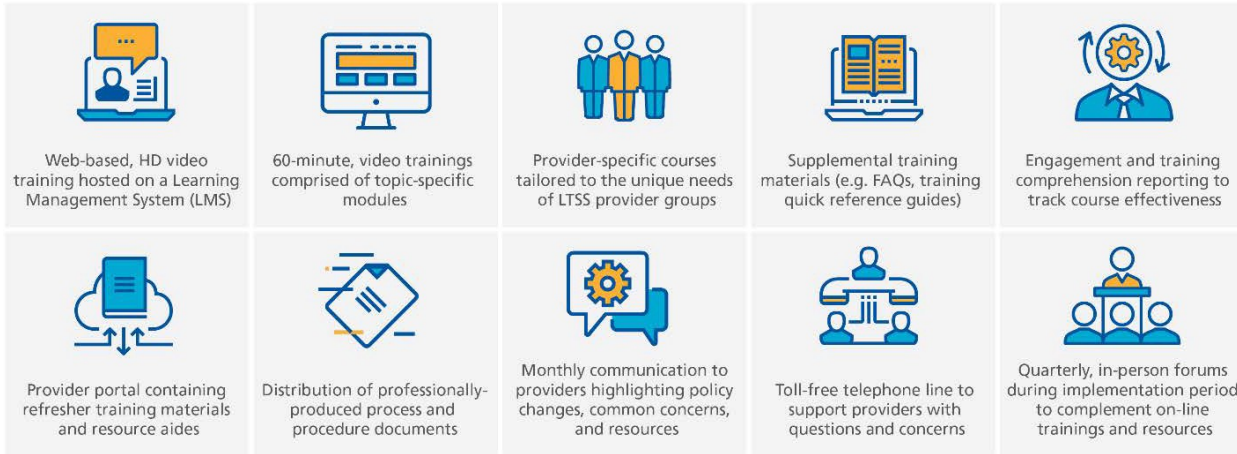 Web-based, HD video
training hosted on a Learning
Management System (LMS)
60-minute, video trainings
comprised of topic-specific
modules
Provider-specific courses
tailored to the unique needs
of LTSS provider groups
Supplemental training
materials (e.g. FAQs, training
quick reference guides)
Engagement and training
comprehension reporting to
track course effectiveness
Provider portal containing
refresher training materials
and resource aides
Distribution of professionally-
produced process and
procedure documents
Monthly communication to
providers highlighting policy
changes, common concerns,
and resources
Toll-free telephone line to
support providers with
questions and concerns
Quarterly, in-person forums
during implementation period
to complement on-line
trainings and resources